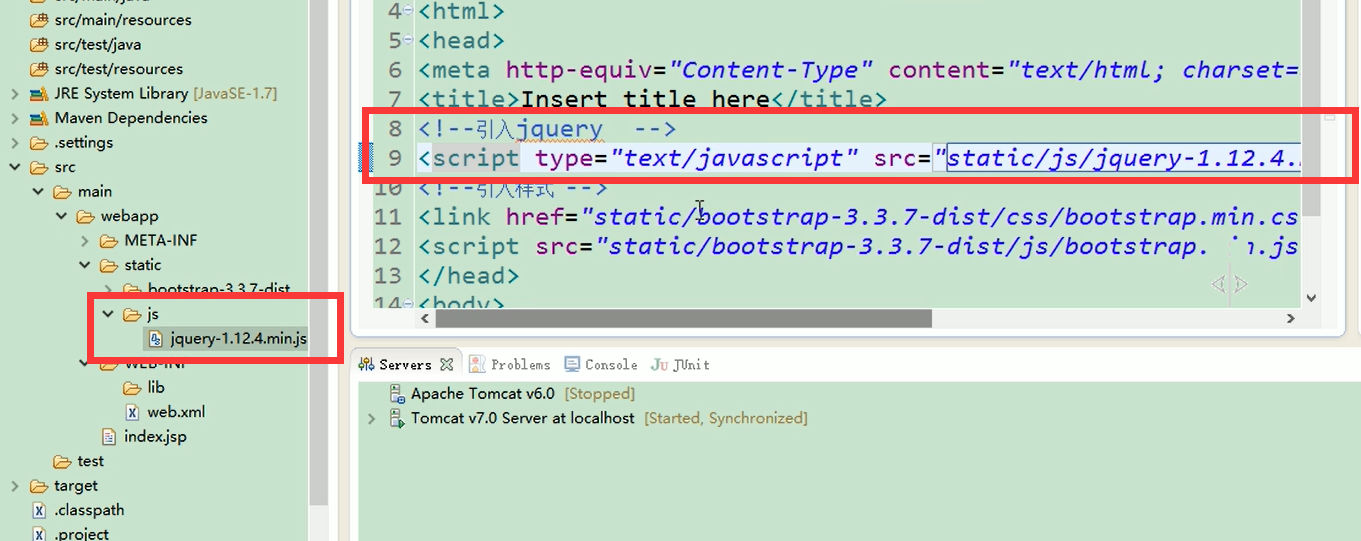 src/main/resources
src/test/java
src/test/resources
JRE System Library [JavaSE-1.7]
Maven Dependencies
.settings
src
main
webapp
META-INF
static
bootstrap-3.3.7-dist
js
jquery-1.12.4.min.js
WEB-INF
lib
web.xml
index.jsp
test
target
.classpath
.project
4 <html>
5 <head>
6 <meta http-equiv="Content-Type" content="text/html; charset=
7 <title>Insert title here</title>
8 <!--引入jquery -->
9 <script type="text/javascript" src="static/js/jquery-1.12.4.
10 <!--引入样式 -->
11 <link href="static/bootstrap-3.3.7-dist/css/bootstrap.min.cs
12 <script src="static/bootstrap-3.3.7-dist/js/bootstrap.min.js
13 </head>
14 <body>
Servers Problems Console JUnit
Apache Tomcat v6.0 [Stopped]
Tomcat v7.0 Server at localhost [Started, Synchronized]